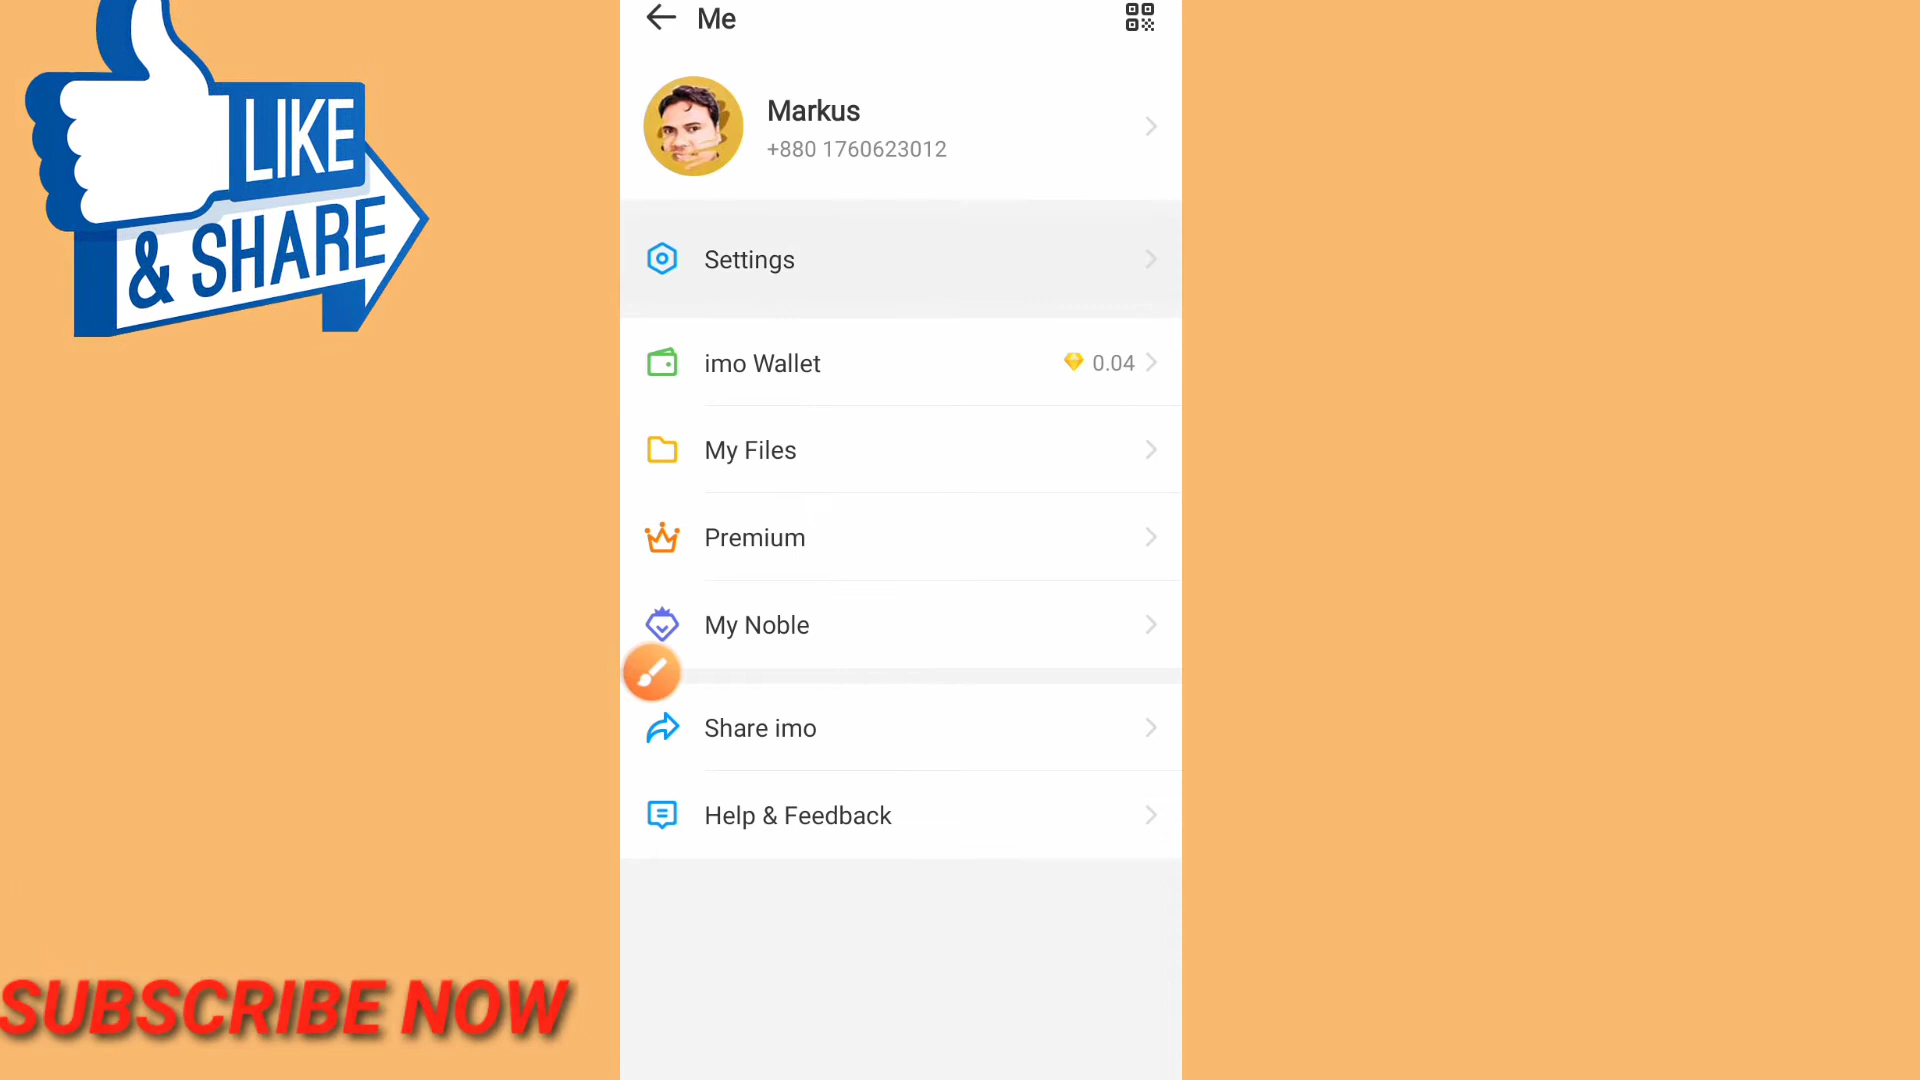 LIKE
& SHARE
SUBSCRIBE NOW
Me
Markus
+880 1760623012
Settings
imo Wallet 0.04
My Files
Premium
My Noble
Share imo
Help & Feedback